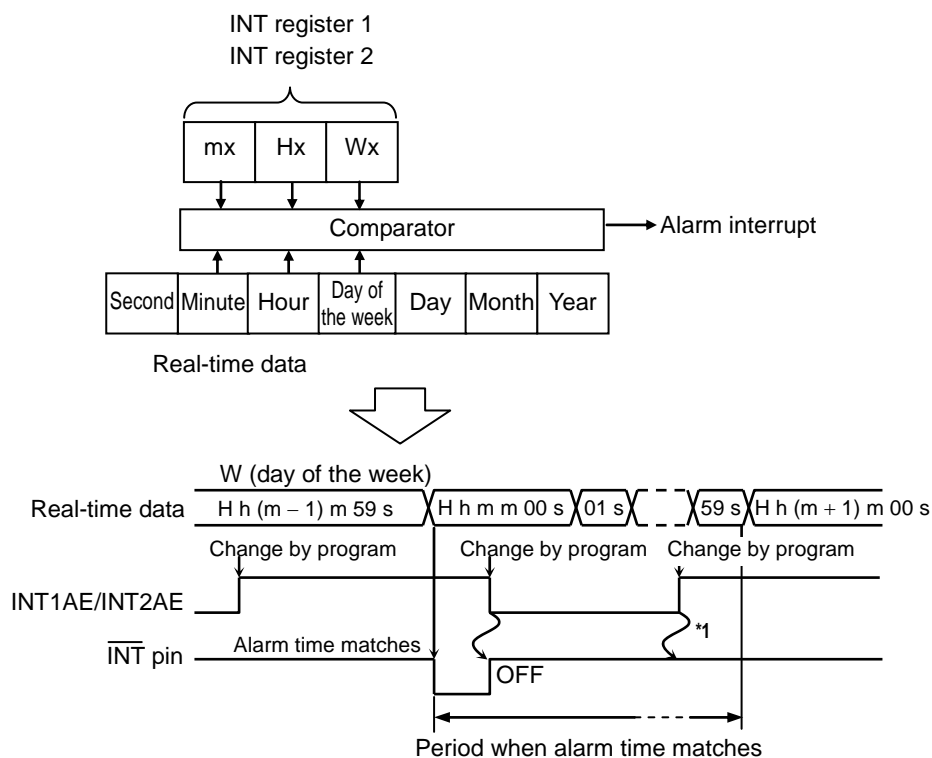 INT register 1
INT register 2
mx Hx Wx
Comparator
Alarm interrupt
Second Minute Hour Day of the week Day Month Year
Real-time data
W (day of the week)
Real-time data H h (m − 1) m 59 s H h m m 00 s 01 s 59 s H h (m + 1) m 00 s
Change by program Change by program Change by program
INT1AE/INT2AE
*1
INT pin Alarm time matches
OFF
Period when alarm time matches